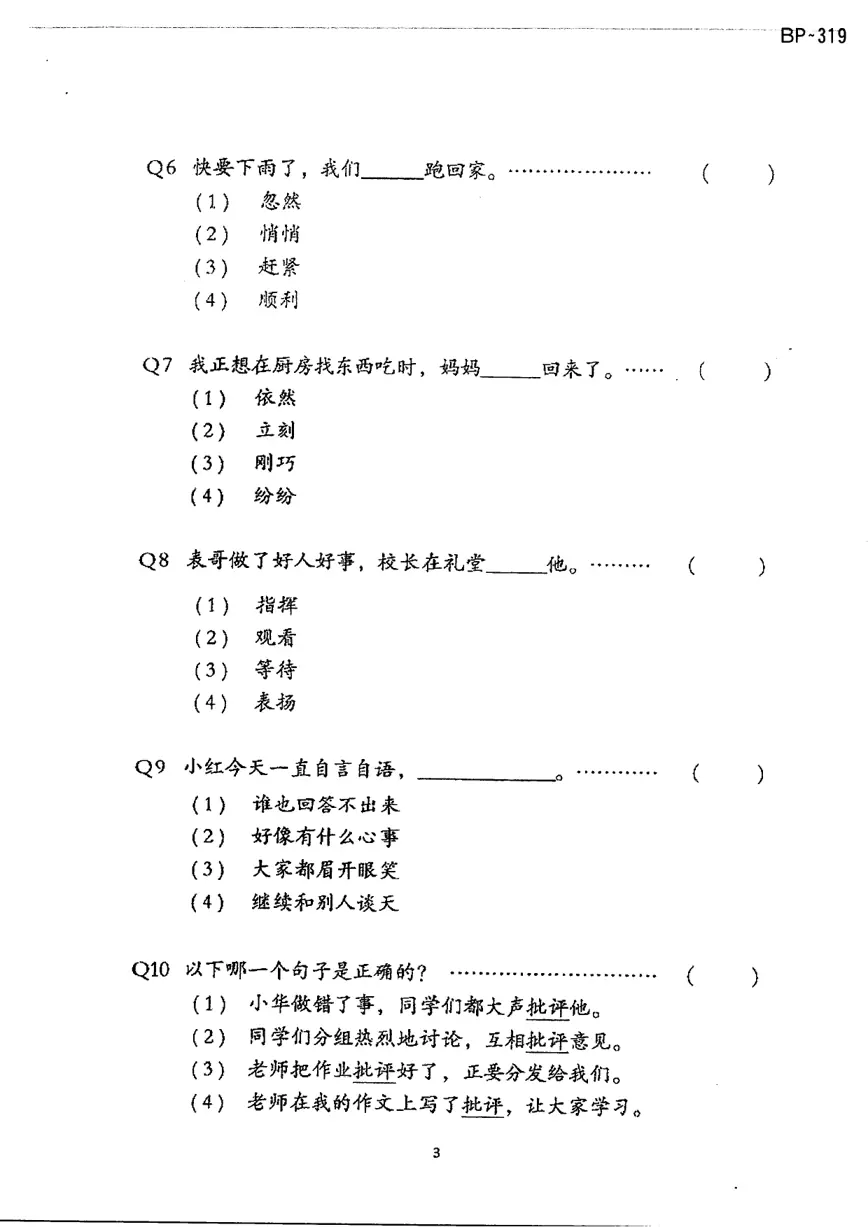 BP-319
Q6 快要下雨了，我们______跑回家。………………… (   )
(1) 忽然
(2) 悄悄
(3) 赶紧
(4) 顺利
Q7 我正想在厨房找东西吃时，妈妈______回来了。…… (   )
(1) 依然
(2) 立刻
(3) 刚巧
(4) 纷纷
Q8 表哥做了好人好事，校长在礼堂______他。……… (   )
(1) 指挥
(2) 观看
(3) 等待
(4) 表扬
Q9 小红今天一直自言自语，______________。………… (   )
(1) 谁也回答不出来
(2) 好像有什么心事
(3) 大家都眉开眼笑
(4) 继续和别人谈天
Q10 以下哪一个句子是正确的？ ………………………… (   )
(1) 小华做错了事，同学们都大声批评他。
(2) 同学们分组热烈地讨论，互相批评意见。
(3) 老师把作业批评好了，正要分发给我们。
(4) 老师在我的作文上写了批评，让大家学习。
3